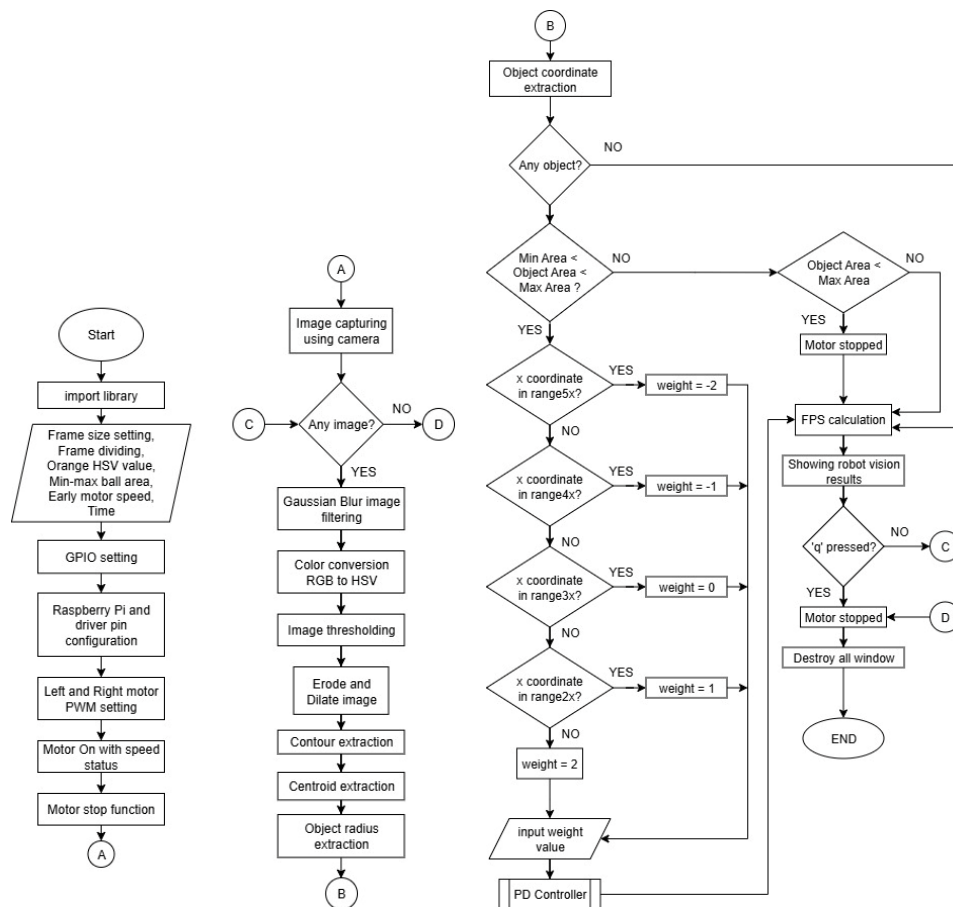 Start
import library
Frame size setting,
Frame dividing,
Orange HSV value,
Min-max ball area,
Early motor speed,
Time
GPIO setting
Raspberry Pi and
driver pin
configuration
Left and Right motor
PWM setting
Motor On with speed
status
Motor stop function
A
A
Image capturing
using camera
C
Any image?
NO
D
YES
Gaussian Blur image
filtering
Color conversion
RGB to HSV
Image thresholding
Erode and
Dilate image
Contour extraction
Centroid extraction
Object radius
extraction
B
B
Object coordinate
extraction
Any object?
NO
Min Area <
Object Area <
Max Area ?
NO
YES
x coordinate
in range5x?
YES
weight = -2
NO
x coordinate
in range4x?
YES
weight = -1
NO
x coordinate
in range3x?
YES
weight = 0
NO
x coordinate
in range2x?
YES
weight = 1
NO
weight = 2
input weight
value
PD Controller
Object Area <
Max Area
NO
YES
Motor stopped
FPS calculation
Showing robot vision
results
'q' pressed?
NO
C
YES
Motor stopped
D
Destroy all window
END